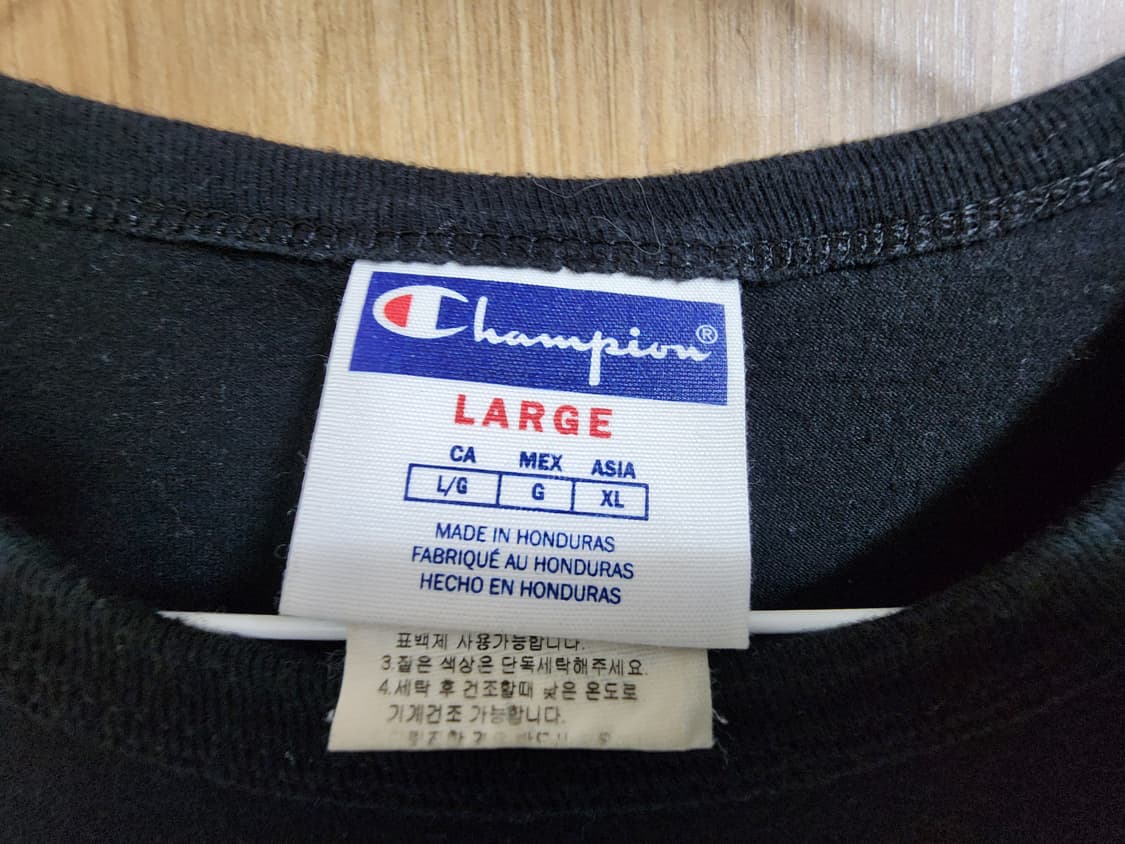 Champion®
LARGE
CA MEX ASIA
L/G G XL
MADE IN HONDURAS
FABRIQUÉ AU HONDURAS
HECHO EN HONDURAS
표백제 사용가능합니다.
3.짙은 색상은 단독세탁해주세요.
4.세탁 후 건조할때 낮은 온도로
기계건조 가능합니다.